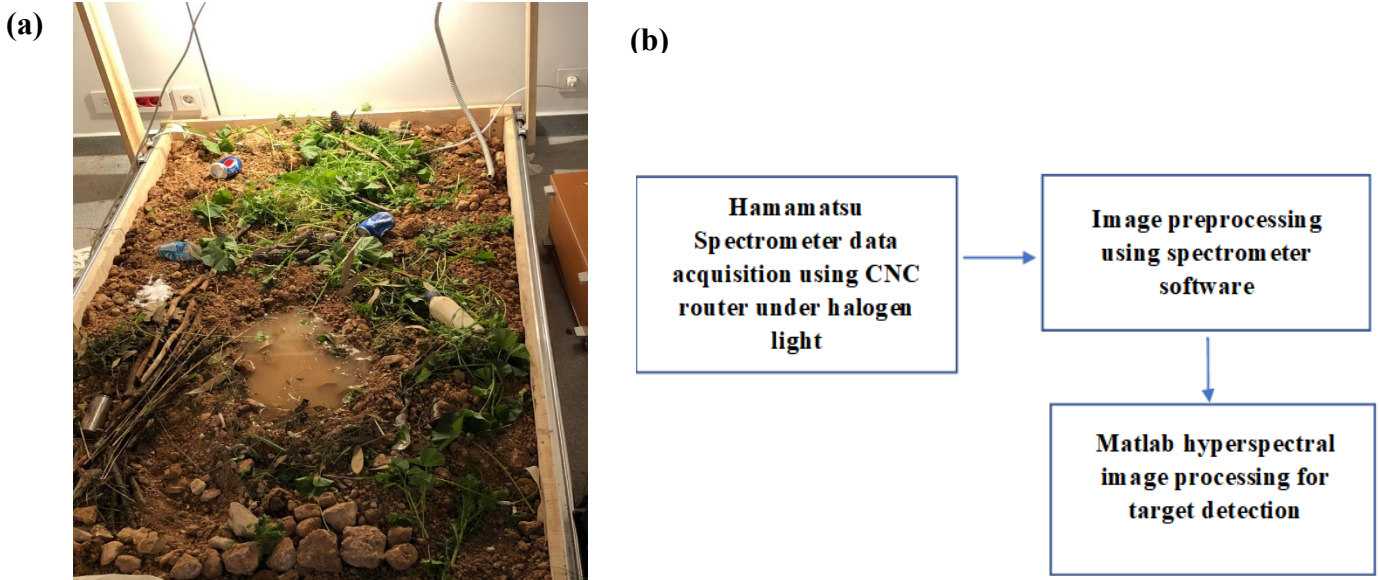 (a)
(b)
Hamamatsu
Spectrometer data
acquisition using CNC
router under halogen
light
Image preprocessing
using spectrometer
software
Matlab hyperspectral
image processing for
target detection